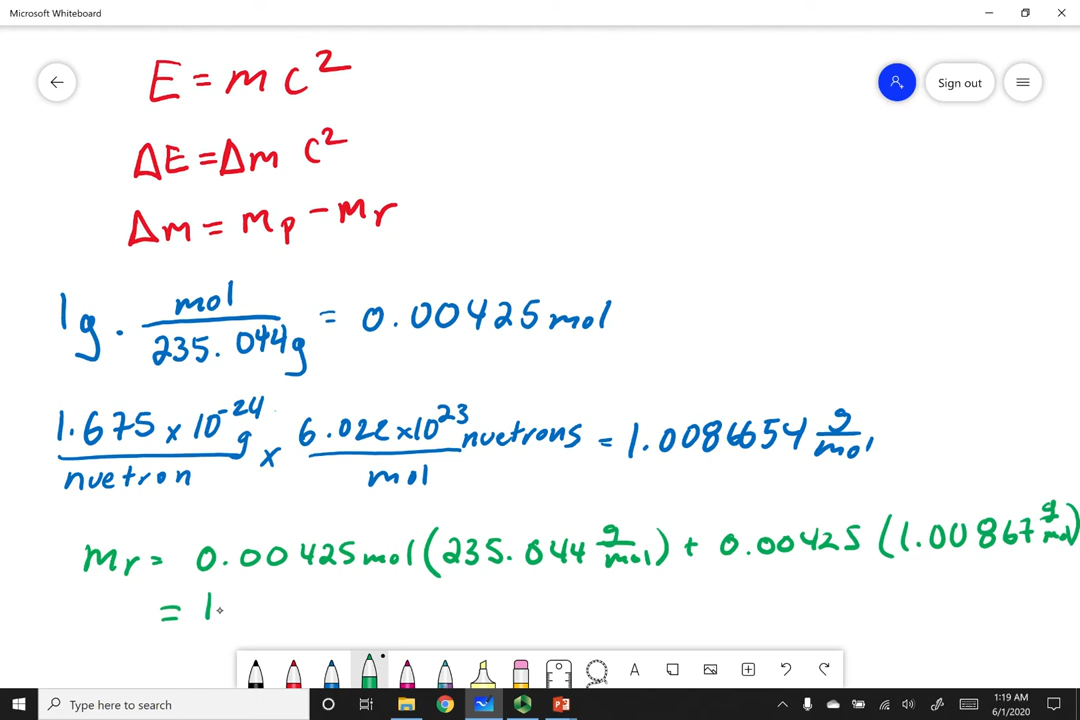 Microsoft Whiteboard
Sign out
E = mc²
ΔE = Δm c²
Δm = mp - mr
1g · mol / 235.044g = 0.00425 mol
1.675 x 10⁻²⁴ g / nuetron x 6.022 x 10²³ nuetrons / mol = 1.0086654 g/mol
mr = 0.00425 mol (235.044 g/mol) + 0.00425 (1.00867 g/mol)
= 1
Type here to search
A
1:19 AM
6/1/2020